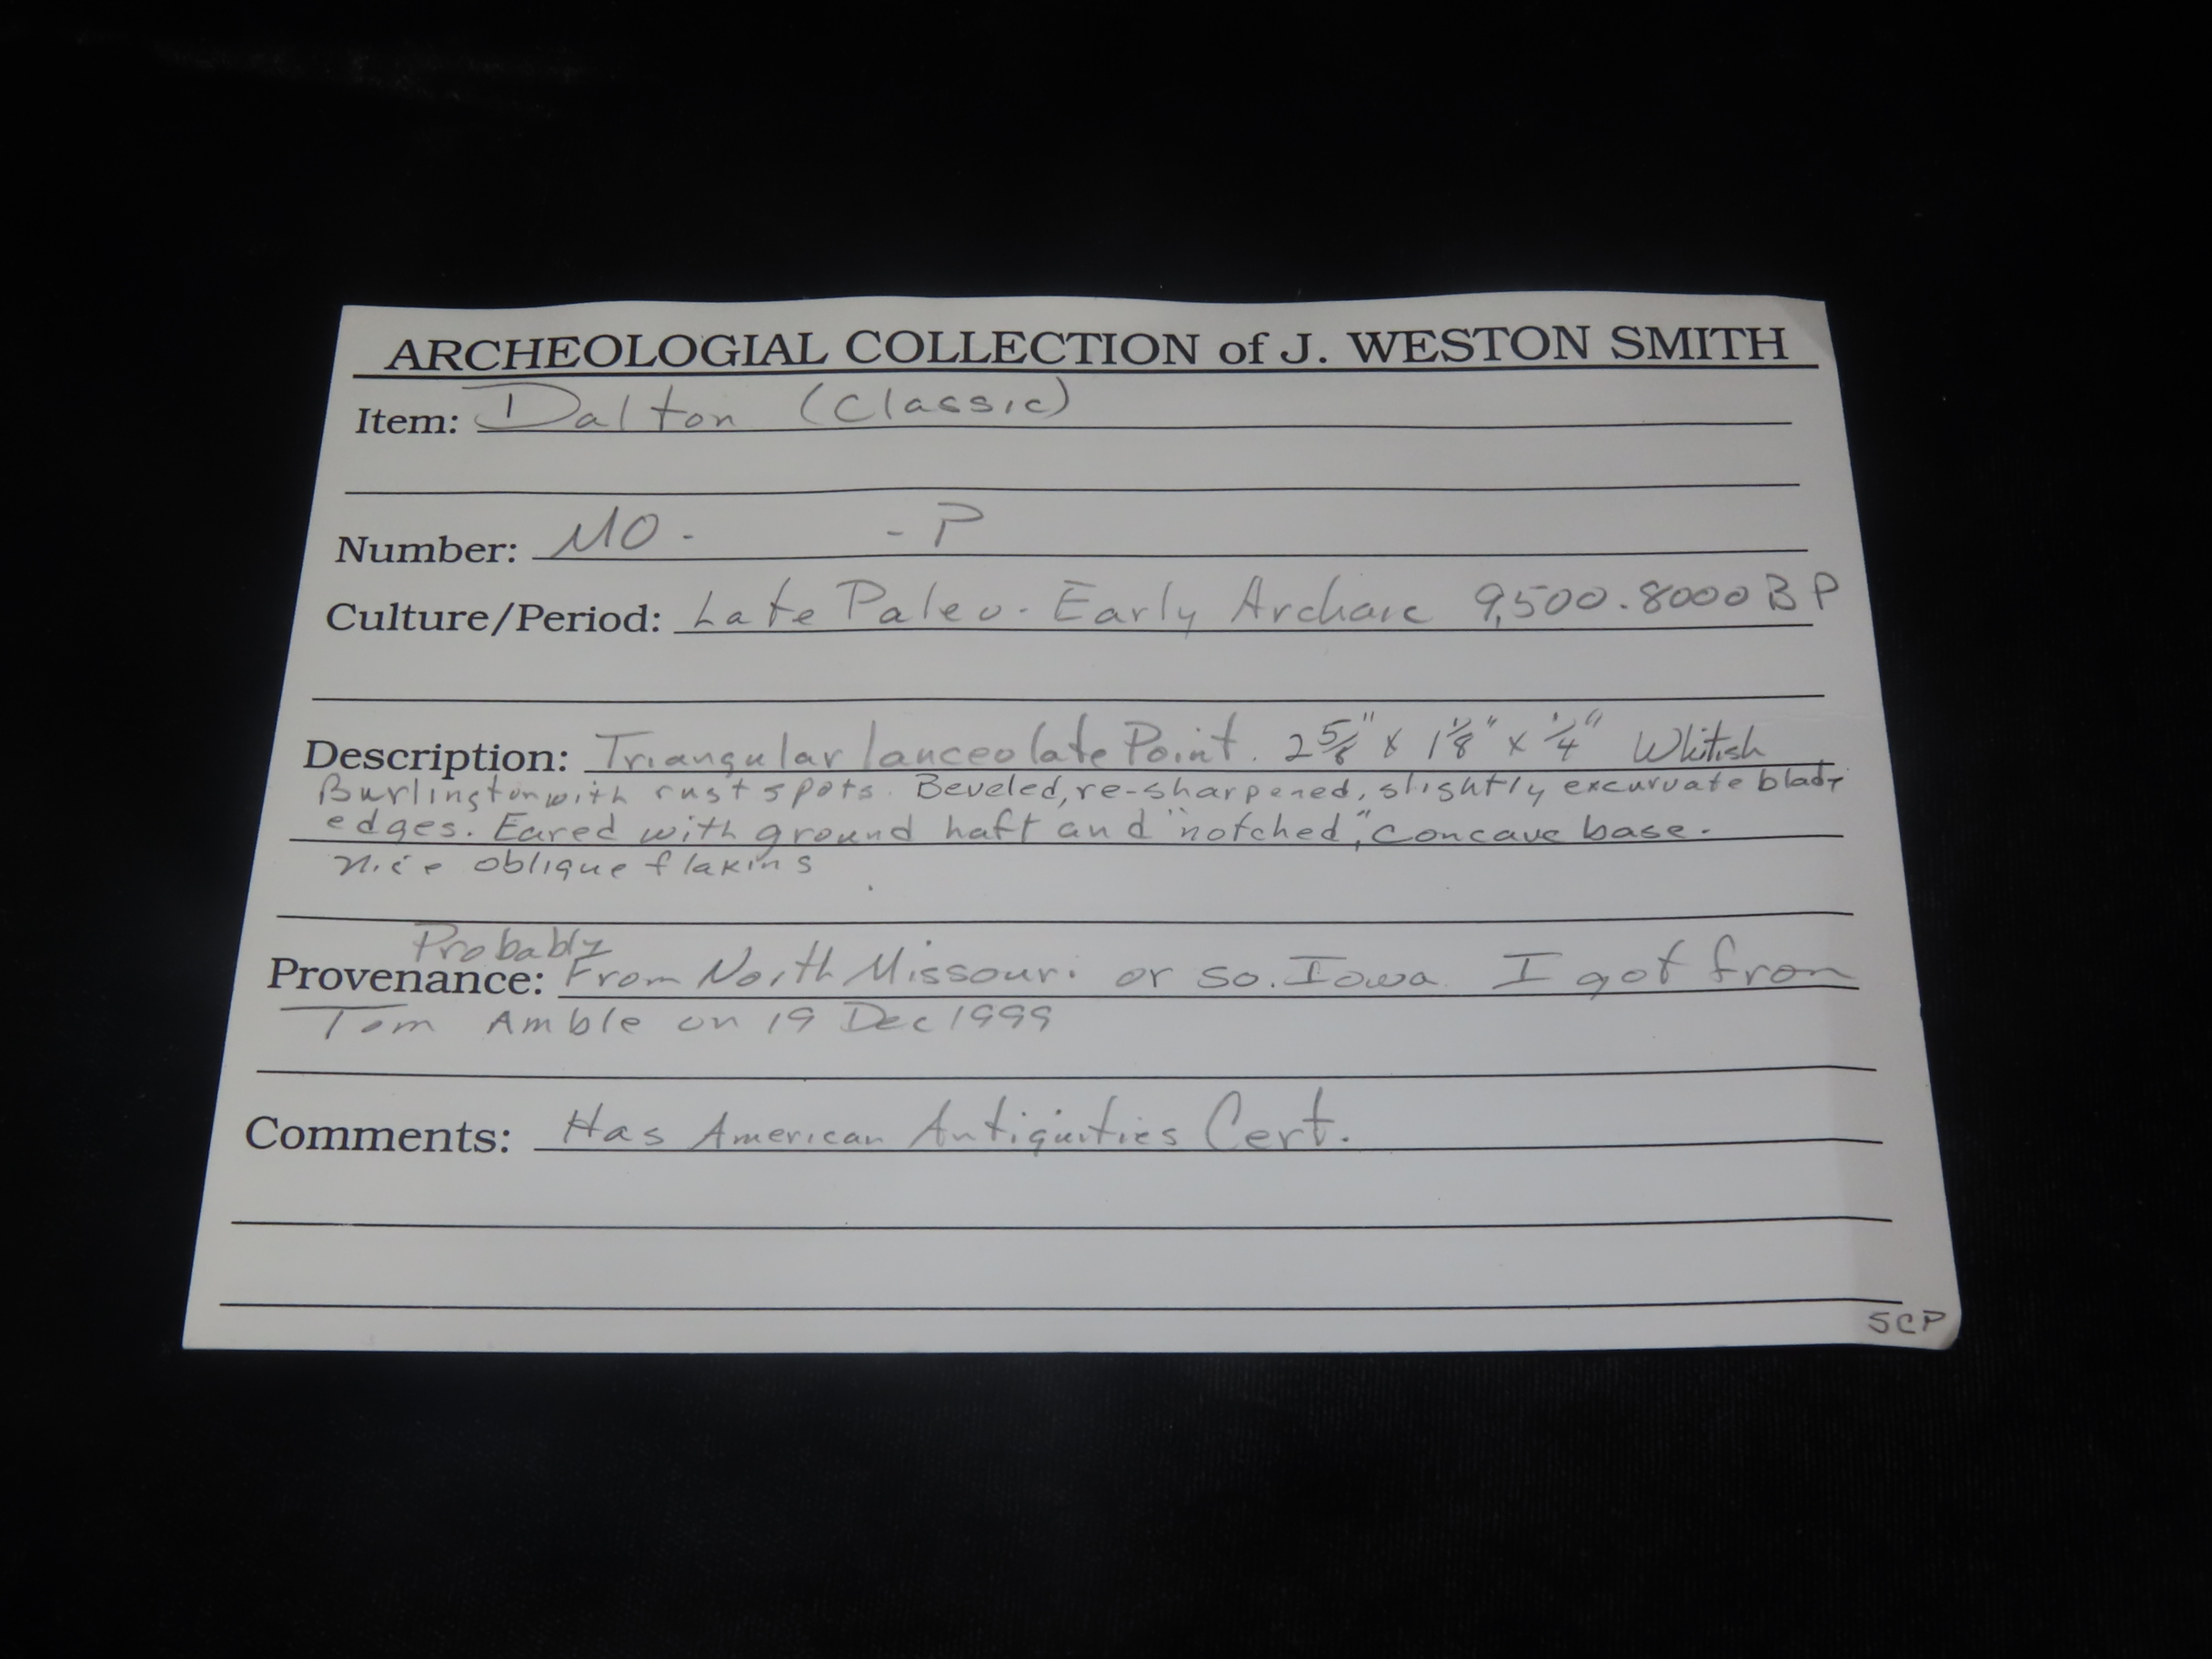 ARCHEOLOGIAL COLLECTION of J. WESTON SMITH
Item: Dalton (Classic)
Number: MO - - P
Culture/Period: Late Paleo - Early Archaic 9,500-8000 BP
Description: Triangular lanceolate Point. 2 5/8" x 1 1/8" x 1/4" Whitish
Burlington with rust spots. Beveled, re-sharpened, slightly excurvate blade
edges. Eared with ground haft and "notched," concave base.
Nice oblique flaking
Probably
Provenance: From North Missouri or So. Iowa. I got from
Tom Amble on 19 Dec 1999
Comments: Has American Antiquities Cert.
SCP